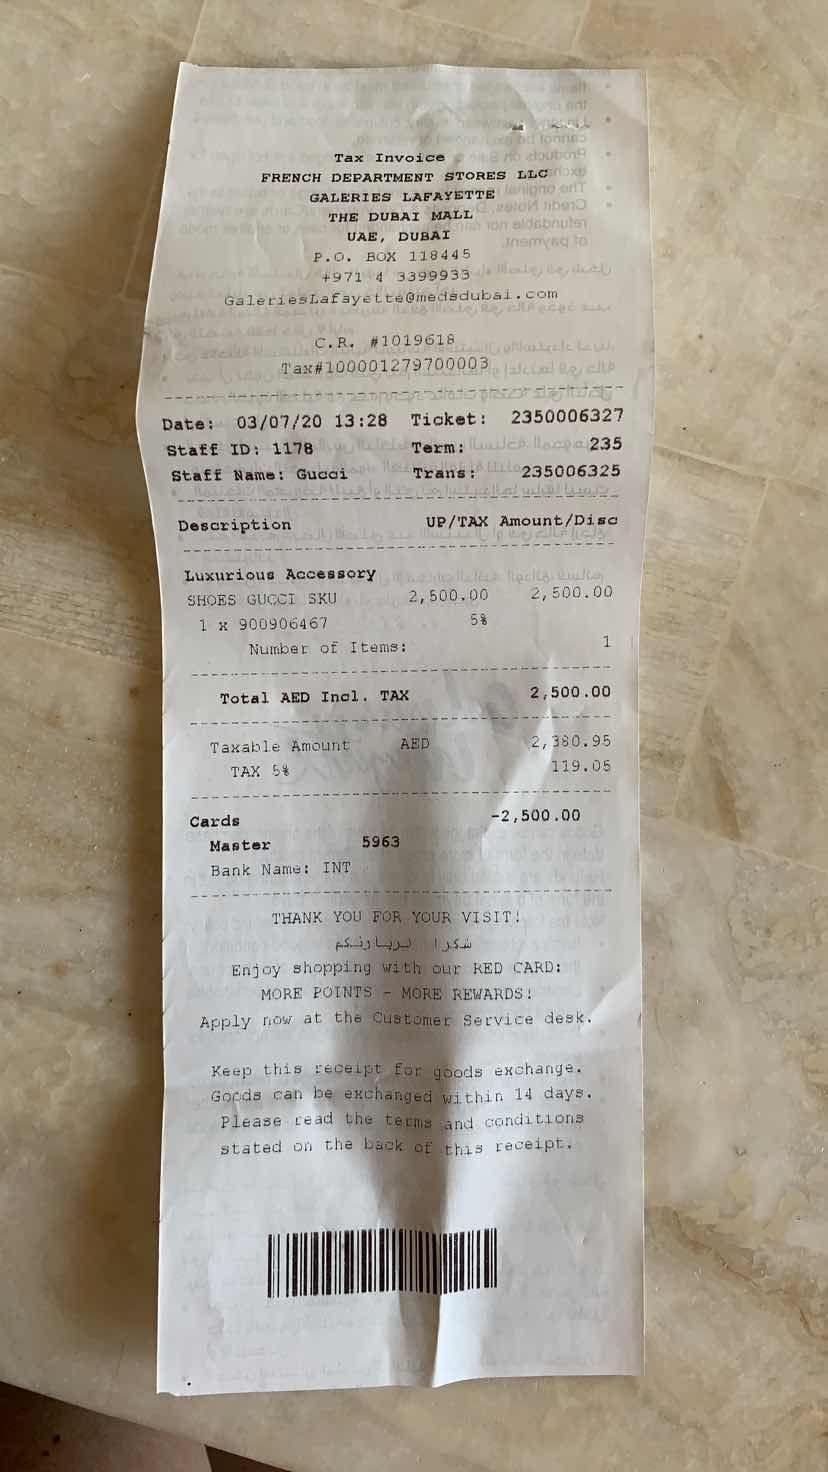 Tax Invoice
FRENCH DEPARTMENT STORES LLC
GALERIES LAFAYETTE
THE DUBAI MALL
UAE, DUBAI
P.O. BOX 118445
+971 4 3399933
GaleriesLafayette@medsdubai.com
C.R. #1019618
Tax#100001279700003
Date: 03/07/20 13:28 Ticket: 2350006327
Staff ID: 1178 Term: 235
Staff Name: Gucci Trans: 235006325
Description UP/TAX Amount/Disc
Luxurious Accessory
SHOES GUCCI SKU 2,500.00 2,500.00
1 x 900906467 5%
Number of Items: 1
Total AED Incl. TAX 2,500.00
Taxable Amount AED 2,380.95
TAX 5% 119.05
Cards -2,500.00
Master 5963
Bank Name: INT
THANK YOU FOR YOUR VISIT!
شكرا لزيارتكم
Enjoy shopping with our RED CARD:
MORE POINTS - MORE REWARDS!
Apply now at the Customer Service desk.
Keep this receipt for goods exchange.
Goods can be exchanged within 14 days.
Please read the terms and conditions
stated on the back of this receipt.